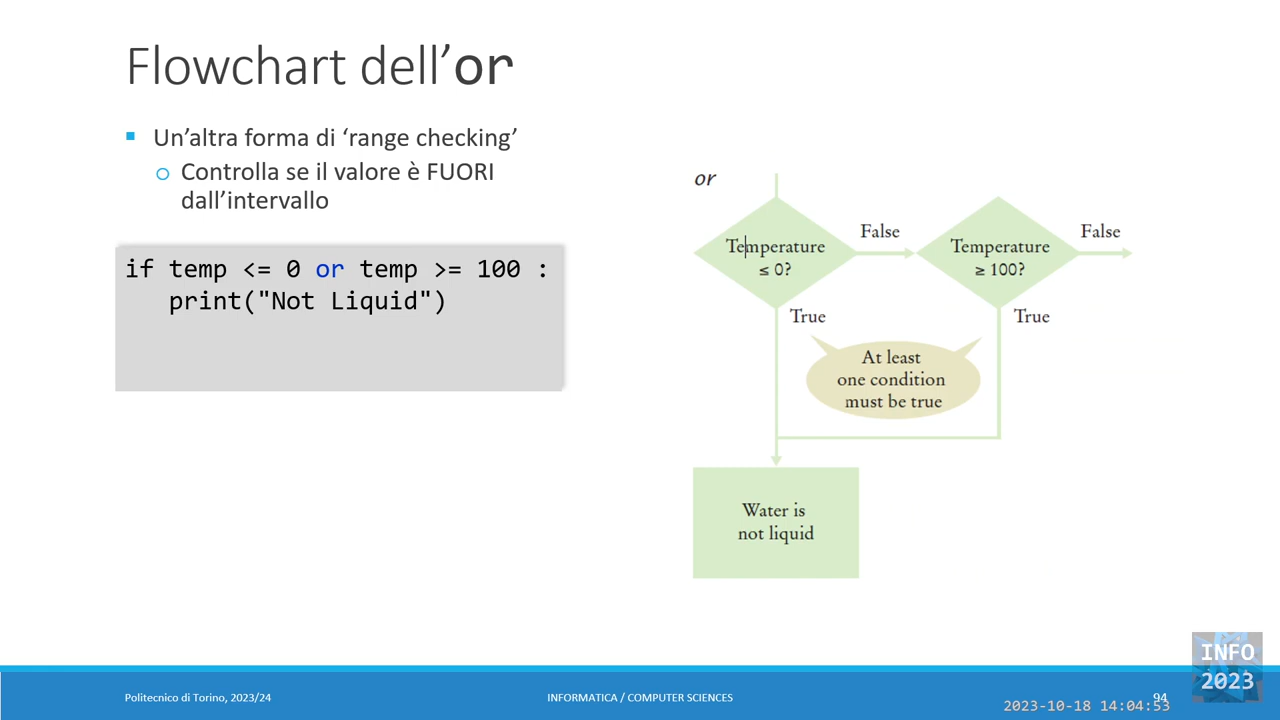 Flowchart dell’or
Un’altra forma di ‘range checking’
Controlla se il valore è FUORI
dall’intervallo
if temp <= 0 or temp >= 100 :
print("Not Liquid")
or
Temperature
≤ 0?
False
Temperature
≥ 100?
False
True
True
At least
one condition
must be true
Water is
not liquid
Politecnico di Torino, 2023/24
INFORMATICA / COMPUTER SCIENCES
94
INFO
2023
2023-10-18 14:04:53